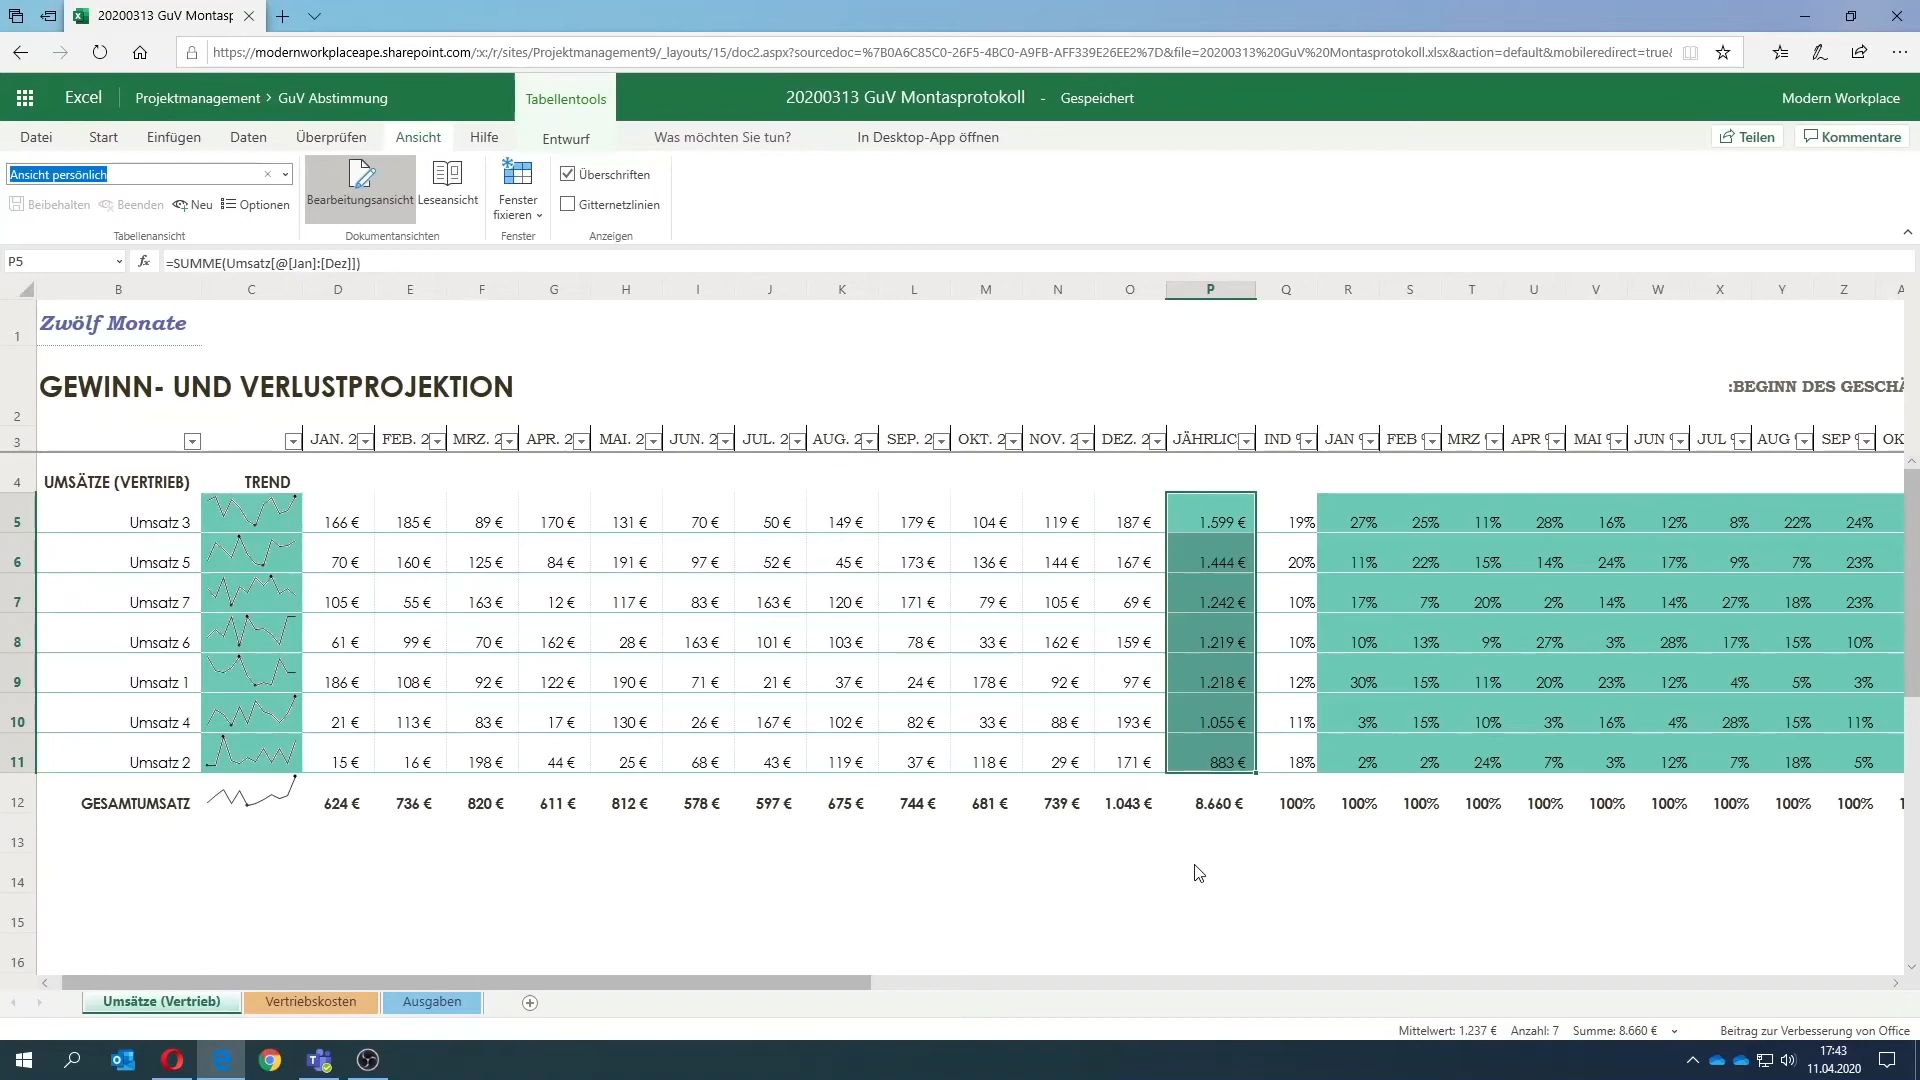 20200313 GuV Montasp
https://modernworkplaceape.sharepoint.com/:x:/r/sites/Projektmanagement9/_layouts/15/doc2.aspx?sourcedoc=%7B0A6C85C0-26F5-4BC0-A9FB-AFF339E26EE2%7D&file=20200313%20GuV%20Montasprotokoll.xlsx&action=default&mobileredirect=true&
Excel Projektmanagement > GuV Abstimmung Tabellentools 20200313 GuV Montasprotokoll - Gespeichert Modern Workplace
Datei Start Einfügen Daten Überprüfen Ansicht Hilfe Entwurf Was möchten Sie tun? In Desktop-App öffnen Teilen Kommentare
Ansicht persönlich Bearbeitungsansicht Leseansicht Fenster fixieren Überschriften
Beibehalten Beenden Neu Optionen Gitternetzlinien
Tabellenansicht Dokumentansichten Fenster Anzeigen
P5 fx =SUMME(Umsatz[@[Jan]:[Dez]])
B C D E F G H I J K L M N O P Q R S T U V W X Y Z
1 Zwölf Monate
2 GEWINN- UND VERLUSTPROJEKTION :BEGINN DES GESCHÄ
3 JAN. 2 FEB. 2 MRZ. 2 APR. 2 MAI. 2 JUN. 2 JUL. 2 AUG. 2 SEP. 2 OKT. 2 NOV. 2 DEZ. 2 JÄHRLIC IND % JAN % FEB % MRZ APR % MAI JUN % JUL % AUG SEP % OK
4 UMSÄTZE (VERTRIEB) TREND
5 Umsatz 3 166 € 185 € 89 € 170 € 131 € 70 € 50 € 149 € 179 € 104 € 119 € 187 € 1.599 € 19% 27% 25% 11% 28% 16% 12% 8% 22% 24%
6 Umsatz 5 70 € 160 € 125 € 84 € 191 € 97 € 52 € 45 € 173 € 136 € 144 € 167 € 1.444 € 20% 11% 22% 15% 14% 24% 17% 9% 7% 23%
7 Umsatz 7 105 € 55 € 163 € 12 € 117 € 83 € 163 € 120 € 171 € 79 € 105 € 69 € 1.242 € 10% 17% 7% 20% 2% 14% 14% 27% 18% 23%
8 Umsatz 6 61 € 99 € 70 € 162 € 28 € 163 € 101 € 103 € 78 € 33 € 162 € 159 € 1.219 € 10% 10% 13% 9% 27% 3% 28% 17% 15% 10%
9 Umsatz 1 186 € 108 € 92 € 122 € 190 € 71 € 21 € 37 € 24 € 178 € 92 € 97 € 1.218 € 12% 30% 15% 11% 20% 23% 12% 4% 5% 3%
10 Umsatz 4 21 € 113 € 83 € 17 € 130 € 26 € 167 € 102 € 82 € 33 € 88 € 193 € 1.055 € 11% 3% 15% 10% 3% 16% 4% 28% 15% 11%
11 Umsatz 2 15 € 16 € 198 € 44 € 25 € 68 € 43 € 119 € 37 € 118 € 29 € 171 € 883 € 18% 2% 2% 24% 7% 3% 12% 7% 18% 5%
12 GESAMTUMSATZ 624 € 736 € 820 € 611 € 812 € 578 € 597 € 675 € 744 € 681 € 739 € 1.043 € 8.660 € 100% 100% 100% 100% 100% 100% 100% 100% 100% 100%
13
14
15
16
Umsätze (Vertrieb) Vertriebskosten Ausgaben
Mittelwert: 1.237 € Anzahl: 7 Summe: 8.660 € Beitrag zur Verbesserung von Office
17:43
11.04.2020